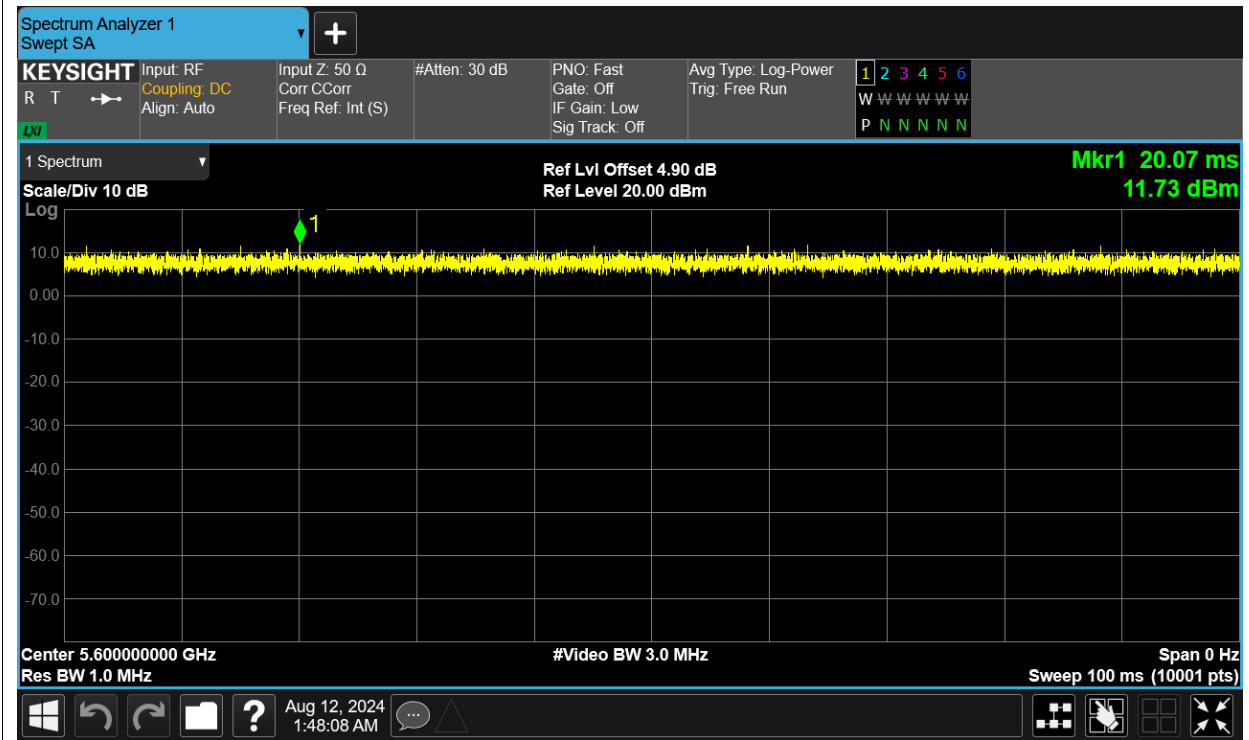 Spectrum Analyzer 1
Swept SA
▼
+
KEYSIGHT
R T
LXI
Input: RF
Coupling: DC
Align: Auto
Input Z: 50 Ω
Corr CCorr
Freq Ref: Int (S)
#Atten: 30 dB
PNO: Fast
Gate: Off
IF Gain: Low
Sig Track: Off
Avg Type: Log-Power
Trig: Free Run
1 2 3 4 5 6
W W W W W W
P N N N N N
1 Spectrum ▼
Scale/Div 10 dB
Log
Ref Lvl Offset 4.90 dB
Ref Level 20.00 dBm
Mkr1 20.07 ms
11.73 dBm
1
10.0
0.00
-10.0
-20.0
-30.0
-40.0
-50.0
-60.0
-70.0
Center 5.600000000 GHz
Res BW 1.0 MHz
#Video BW 3.0 MHz
Span 0 Hz
Sweep 100 ms (10001 pts)
?
Aug 12, 2024
1:48:08 AM